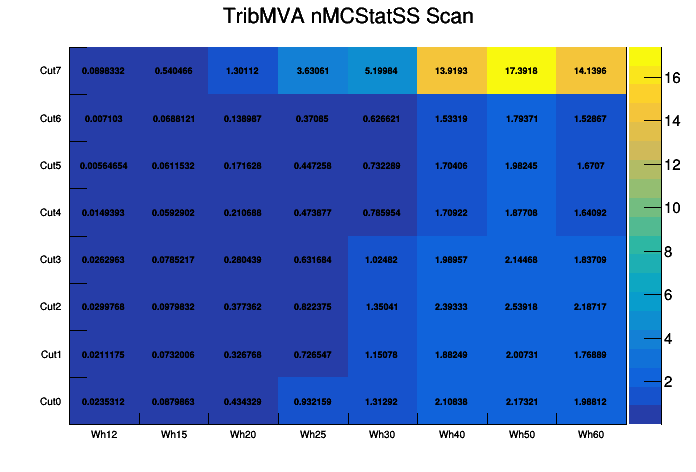 TribMVA nMCStatSS Scan
Cut7 0.0898332 0.540466 1.30112 3.63061 5.19984 13.9193 17.3918 14.1396
16
Cut6 0.007103 0.0688121 0.138987 0.37085 0.626621 1.53319 1.79371 1.52867
14
Cut5 0.00564654 0.0611532 0.171628 0.447258 0.732289 1.70406 1.98245 1.6707
12
Cut4 0.0149393 0.0592902 0.210688 0.473877 0.785954 1.70922 1.87708 1.64092
10
Cut3 0.0262963 0.0785217 0.280439 0.631684 1.02482 1.98957 2.14468 1.83709
8
Cut2 0.0299768 0.0979832 0.377362 0.822375 1.35041 2.39333 2.53918 2.18717
6
Cut1 0.0211175 0.0732006 0.326768 0.726547 1.15078 1.88249 2.00731 1.76889
4
2
Cut0 0.0235312 0.0879863 0.434329 0.932159 1.31292 2.10838 2.17321 1.98812
Wh12 Wh15 Wh20 Wh25 Wh30 Wh40 Wh50 Wh60